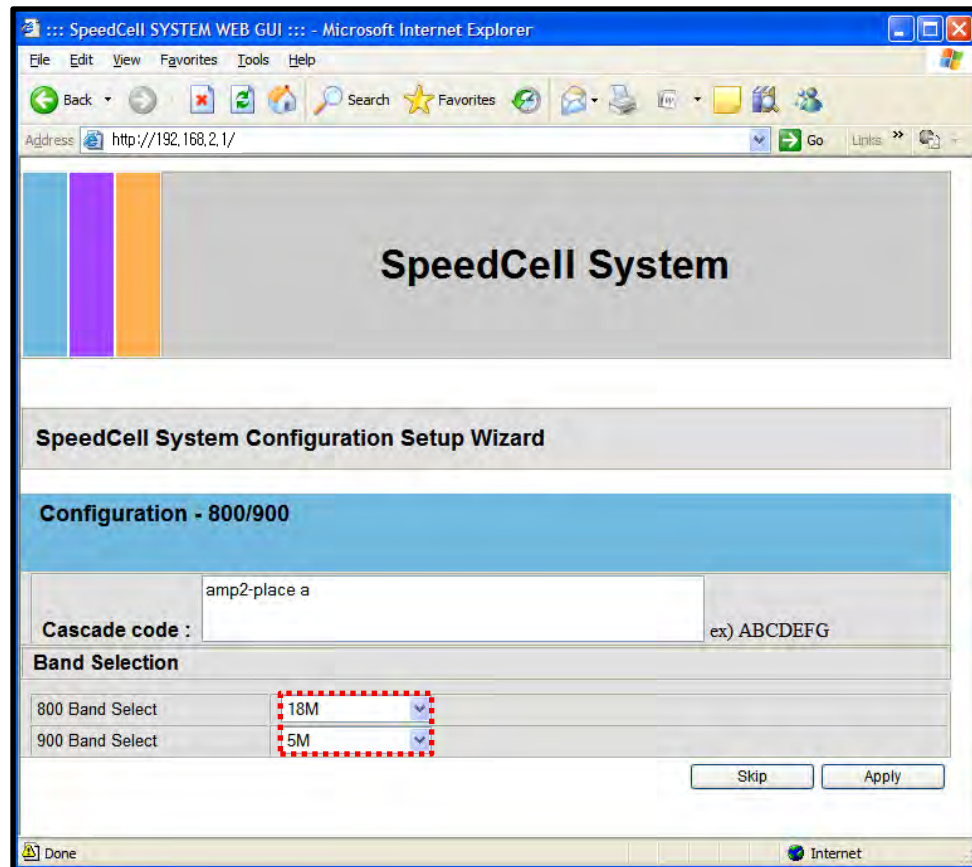 ::: SpeedCell SYSTEM WEB GUI ::: - Microsoft Internet Explorer
File Edit View Favorites Tools Help
Back Search Favorites
Address http://192,168,2,1/ Go Links »
SpeedCell System
SpeedCell System Configuration Setup Wizard
Configuration - 800/900
amp2-place a
Cascade code : ex) ABCDEFG
Band Selection
800 Band Select 18M
900 Band Select 5M
Skip Apply
Done Internet